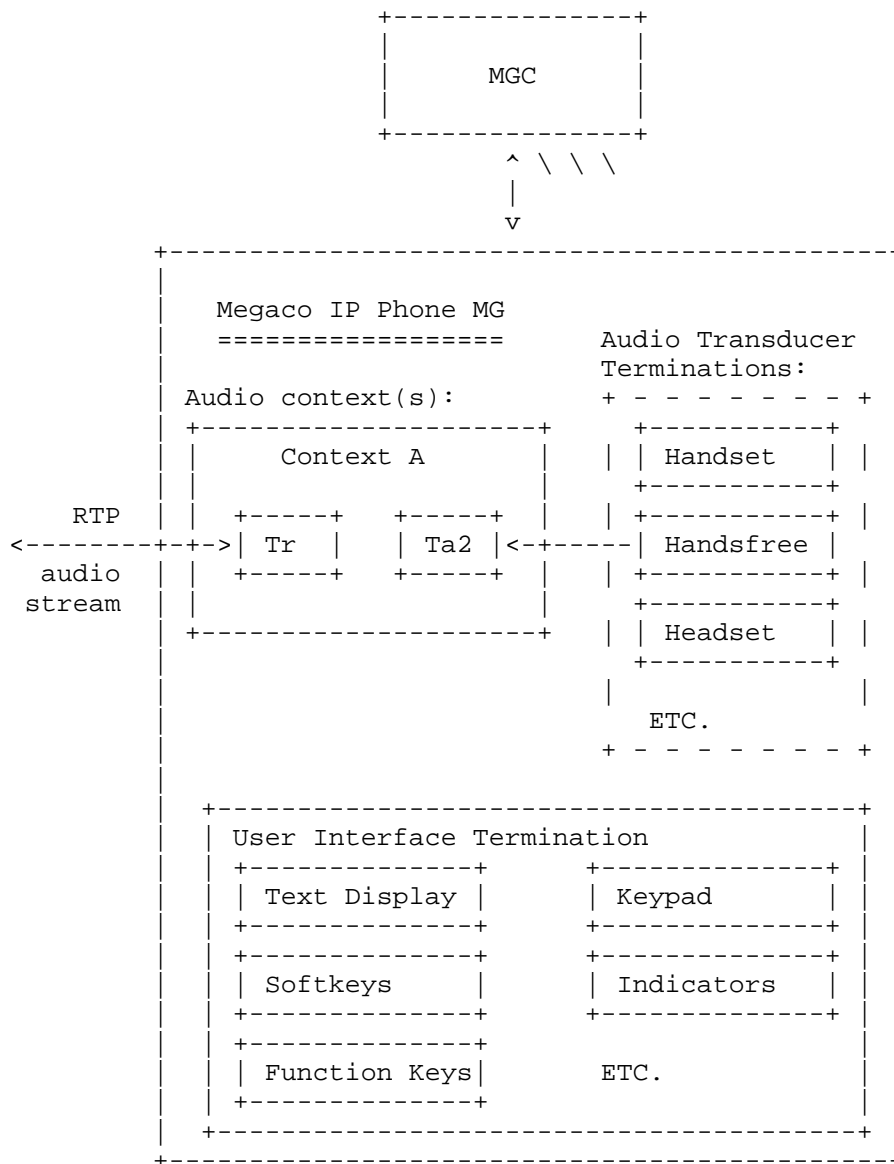 MGC
Megaco IP Phone MG
==================
Audio Transducer
Terminations:
Audio context(s):
Context A
Handset
RTP
Tr
Ta2
Handsfree
audio
stream
Headset
ETC.
User Interface Termination
Text Display
Keypad
Softkeys
Indicators
Function Keys
ETC.